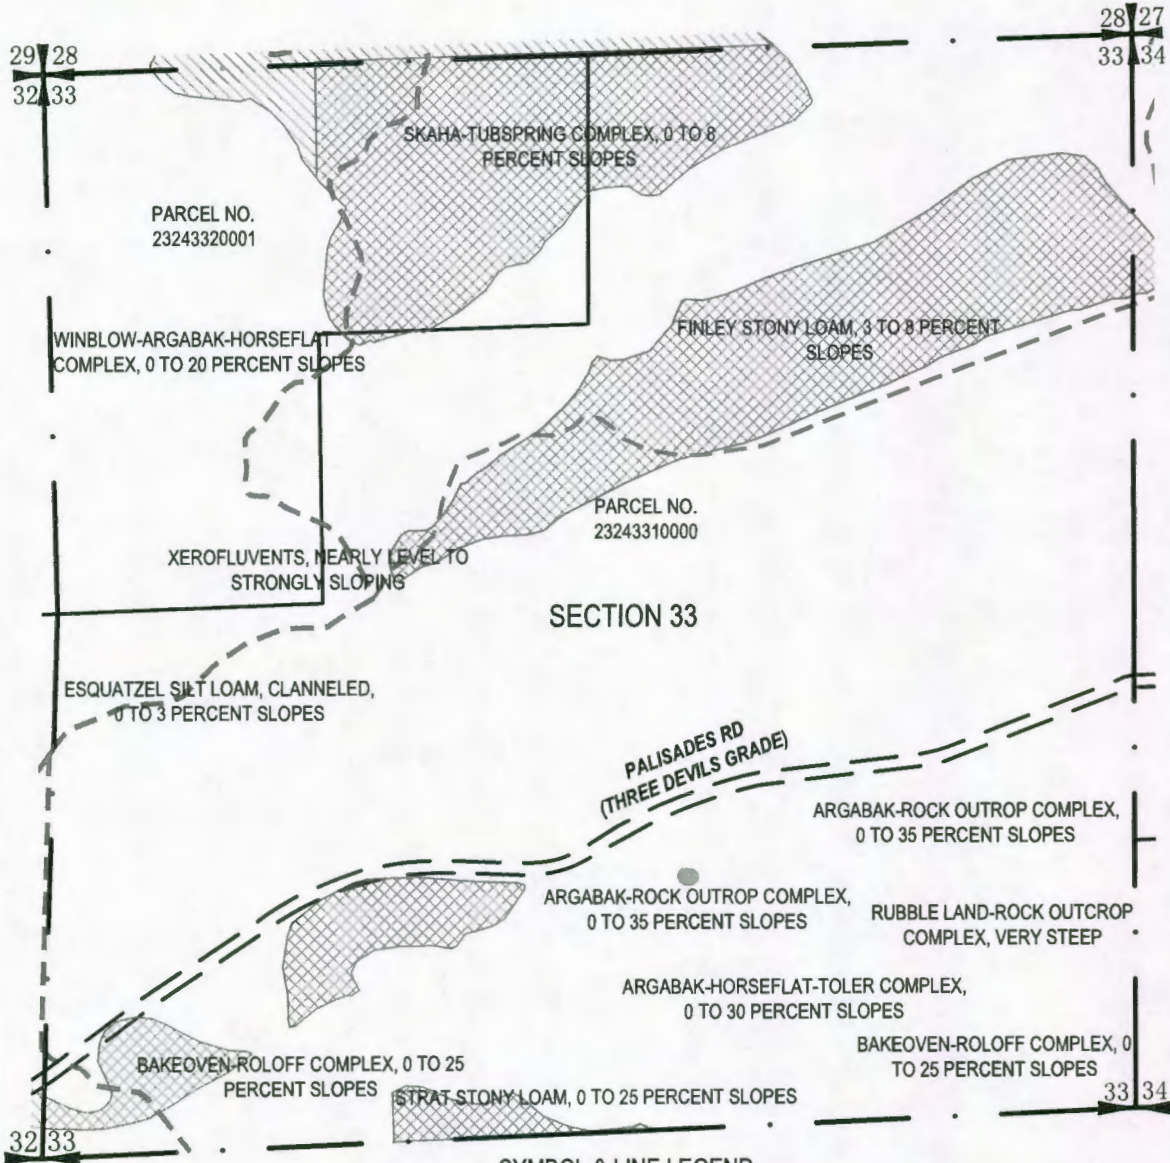 28 27
29 28
33 34
32 33
SKAHA-TUBSPRING COMPLEX, 0 TO 8
PERCENT SLOPES
PARCEL NO.
23243320001
WINBLOW-ARGABAK-HORSEFLAT
COMPLEX, 0 TO 20 PERCENT SLOPES
FINLEY STONY LOAM, 3 TO 8 PERCENT
SLOPES
PARCEL NO.
23243310000
XEROFLUVENTS, NEARLY LEVEL TO
STRONGLY SLOPING
SECTION 33
ESQUATZEL SILT LOAM, CLANNELED,
0 TO 3 PERCENT SLOPES
PALISADES RD
(THREE DEVILS GRADE)
ARGABAK-ROCK OUTROP COMPLEX,
0 TO 35 PERCENT SLOPES
ARGABAK-ROCK OUTROP COMPLEX,
0 TO 35 PERCENT SLOPES
RUBBLE LAND-ROCK OUTCROP
COMPLEX, VERY STEEP
ARGABAK-HORSEFLAT-TOLER COMPLEX,
0 TO 30 PERCENT SLOPES
BAKEOVEN-ROLOFF COMPLEX, 0
TO 25 PERCENT SLOPES
BAKEOVEN-ROLOFF COMPLEX, 0 TO 25
PERCENT SLOPES
STRAT STONY LOAM, 0 TO 25 PERCENT SLOPES
33 34
32 33
SYMBOL & LINE LEGEND